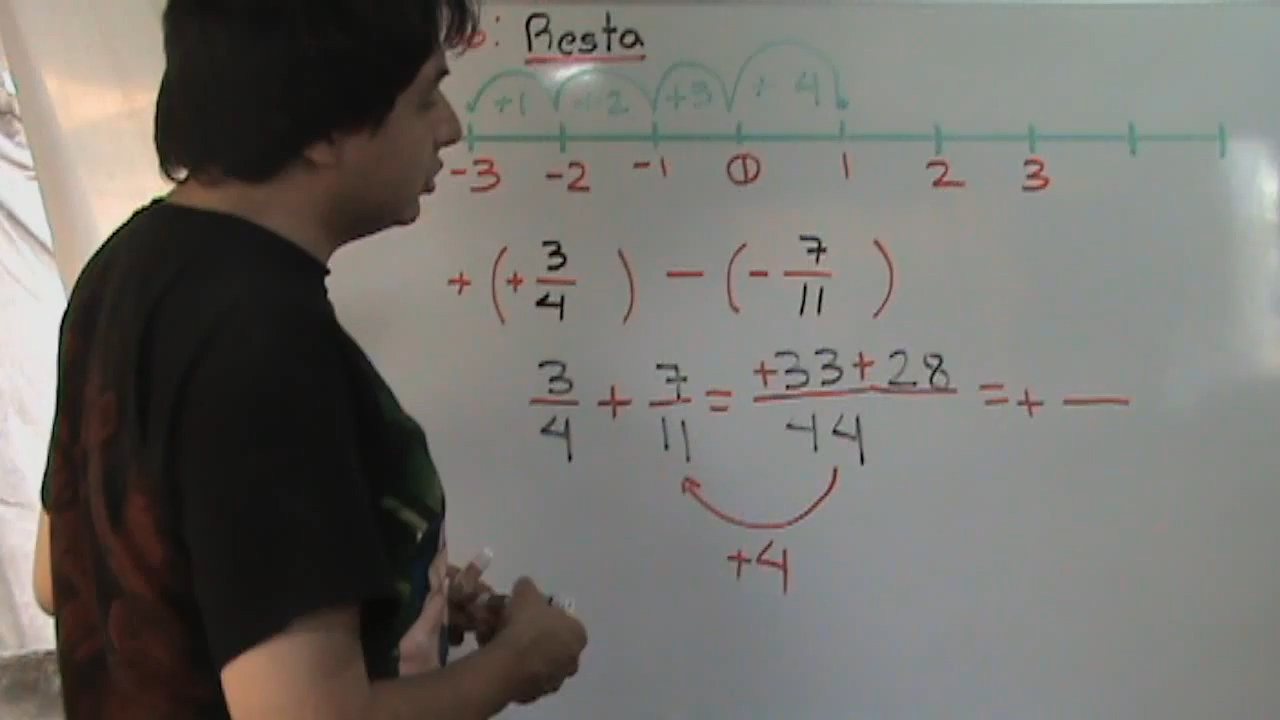 : Resta
+1 +2 +3 + 4
-3 -2 -1 0 1 2 3
+ (+ 3/4 ) - (- 7/11 )
3/4 + 7/11 = +33+28/44 = + —
+4